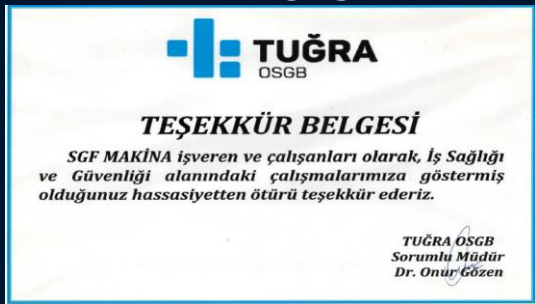 TUĞRA
OSGB
TEŞEKKÜR BELGESİ
SGF MAKİNA işveren ve çalışanları olarak, İş Sağlığı
ve Güvenliği alanındaki çalışmalarımıza göstermiş
olduğunuz hassasiyetten ötürü teşekkür ederiz.
TUĞRA OSGB
Sorumlu Müdür
Dr. Onur Gözen